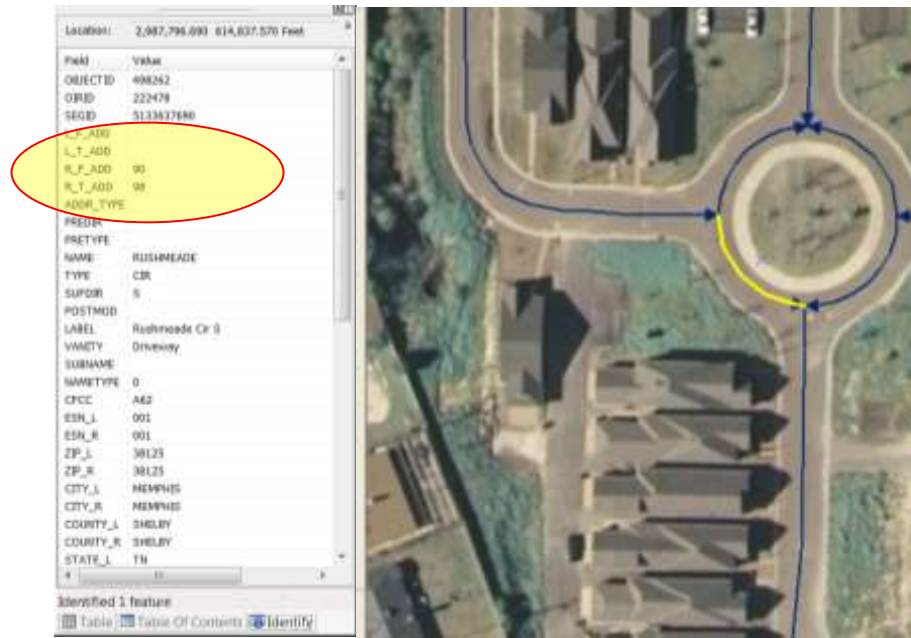 Location: 2,987,796.690 614,837.570 Feet
Field Value
OBJECTID 498262
OIRID 222478
SEGID 5133637690
L_F_ADD
L_T_ADD
R_F_ADD 90
R_T_ADD 98
ADDR_TYPE
PREDIR
PRETYPE
NAME RUSHMEADE
TYPE CIR
SUFDIR S
POSTMOD
LABEL Rushmeade Cir S
VANITY Driveway
SUBNAME
NAMETYPE 0
CFCC A62
ESN_L 001
ESN_R 001
ZIP_L 38125
ZIP_R 38125
CITY_L MEMPHIS
CITY_R MEMPHIS
COUNTY_L SHELBY
COUNTY_R SHELBY
STATE_L TN
Identified 1 feature
Table Table Of Contents Identify